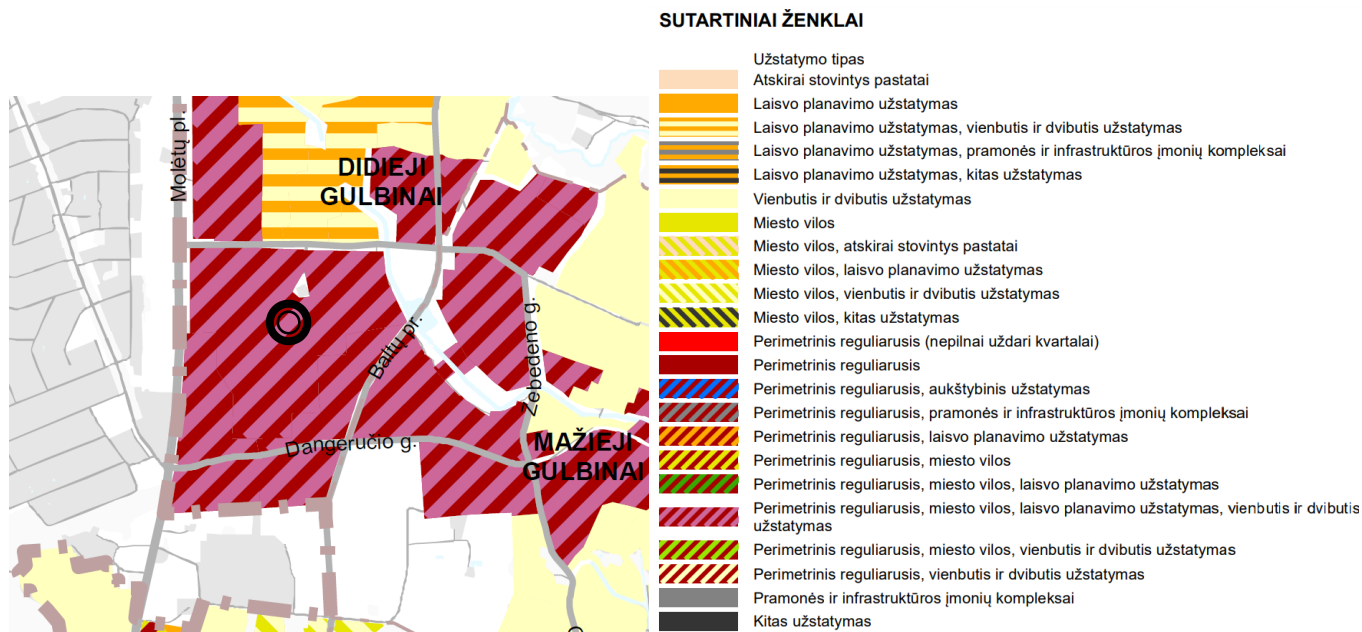 SUTARTINIAI ŽENKLAI
Užstatymo tipas
Atskirai stovintys pastatai
Laisvo planavimo užstatymas
Laisvo planavimo užstatymas, vienbutis ir dvibutis užstatymas
Laisvo planavimo užstatymas, pramonės ir infrastruktūros įmonių kompleksai
Laisvo planavimo užstatymas, kitas užstatymas
Vienbutis ir dvibutis užstatymas
Miesto vilos
Miesto vilos, atskirai stovintys pastatai
Miesto vilos, laisvo planavimo užstatymas
Miesto vilos, vienbutis ir dvibutis užstatymas
Miesto vilos, kitas užstatymas
Perimetrinis reguliarusis (nepilnai uždari kvartalai)
Perimetrinis reguliarusis
Perimetrinis reguliarusis, aukštybinis užstatymas
Perimetrinis reguliarusis, pramonės ir infrastruktūros įmonių kompleksai
Perimetrinis reguliarusis, laisvo planavimo užstatymas
Perimetrinis reguliarusis, miesto vilos
Perimetrinis reguliarusis, miesto vilos, laisvo planavimo užstatymas
Perimetrinis reguliarusis, miesto vilos, laisvo planavimo užstatymas, vienbutis ir dvibutis
užstatymas
Perimetrinis reguliarusis, miesto vilos, vienbutis ir dvibutis užstatymas
Perimetrinis reguliarusis, vienbutis ir dvibutis užstatymas
Pramonės ir infrastruktūros įmonių kompleksai
Kitas užstatymas
Molėtų pl.
DIDIEJI
GULBINAI
Baltų pr.
Žebedeno g.
Dangeručio g.
MAŽIEJI
GULBINAI